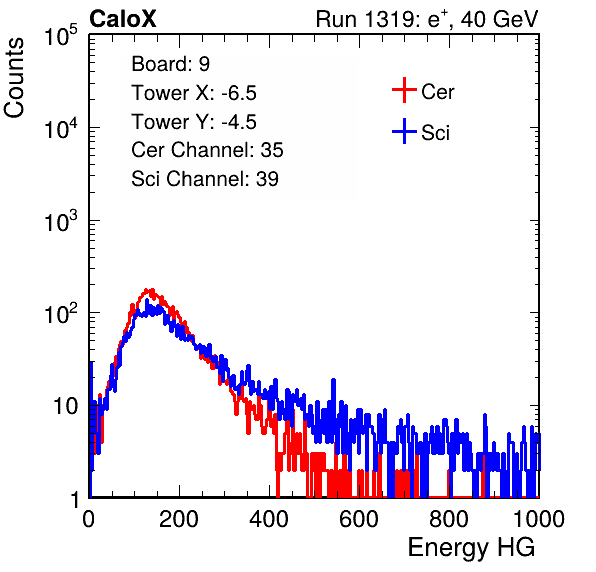 CaloX Run 1319: e⁺, 40 GeV
Counts
Board: 9
Tower X: -6.5
Tower Y: -4.5
Cer Channel: 35
Sci Channel: 39
Cer
Sci
10⁵
10⁴
10³
10²
10
1
0 200 400 600 800 1000
Energy HG